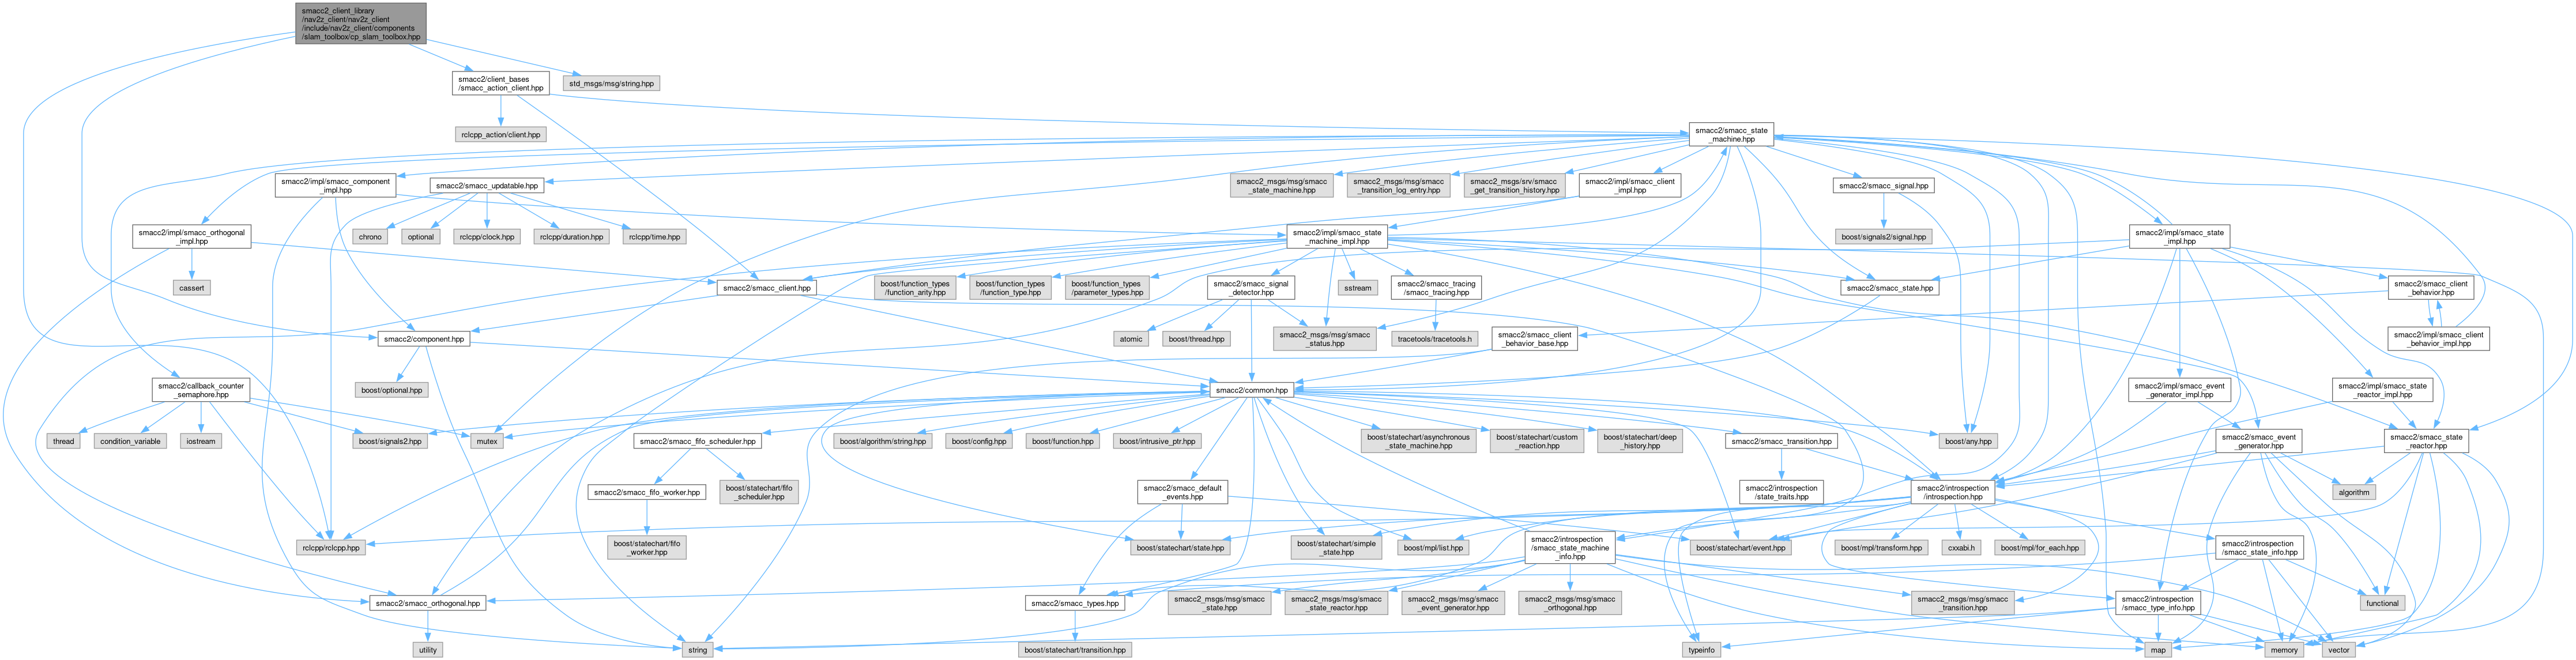 smacc2_client_library
/nav2z_client/nav2z_client
/include/nav2z_client/components
/slam_toolbox/cp_slam_toolbox.hpp
smacc2/client_bases
/smacc_action_client.hpp
std_msgs/msg/string.hpp
rclcpp_action/client.hpp
smacc2/smacc_state
_machine.hpp
smacc2/impl/smacc_component
_impl.hpp
smacc2/smacc_updatable.hpp
smacc2_msgs/msg/smacc
_state_machine.hpp
smacc2_msgs/msg/smacc
_transition_log_entry.hpp
smacc2_msgs/srv/smacc
_get_transition_history.hpp
smacc2/impl/smacc_client
_impl.hpp
smacc2/smacc_signal.hpp
smacc2/impl/smacc_orthogonal
_impl.hpp
chrono
optional
rclcpp/clock.hpp
rclcpp/duration.hpp
rclcpp/time.hpp
smacc2/impl/smacc_state
_machine_impl.hpp
boost/signals2/signal.hpp
smacc2/impl/smacc_state
_impl.hpp
cassert
smacc2/smacc_client.hpp
boost/function_types
/function_arity.hpp
boost/function_types
/function_type.hpp
boost/function_types
/parameter_types.hpp
smacc2/smacc_signal
_detector.hpp
sstream
smacc2/smacc_tracing
/smacc_tracing.hpp
smacc2/smacc_state.hpp
smacc2/smacc_client
_behavior.hpp
smacc2/component.hpp
atomic
boost/thread.hpp
smacc2_msgs/msg/smacc
_status.hpp
tracetools/tracetools.h
smacc2/smacc_client
_behavior_base.hpp
smacc2/impl/smacc_client
_behavior_impl.hpp
smacc2/callback_counter
_semaphore.hpp
boost/optional.hpp
smacc2/common.hpp
smacc2/impl/smacc_event
_generator_impl.hpp
smacc2/impl/smacc_state
_reactor_impl.hpp
thread
condition_variable
iostream
boost/signals2.hpp
mutex
smacc2/smacc_fifo_scheduler.hpp
boost/algorithm/string.hpp
boost/config.hpp
boost/function.hpp
boost/intrusive_ptr.hpp
boost/statechart/asynchronous
_state_machine.hpp
boost/statechart/custom
_reaction.hpp
boost/statechart/deep
_history.hpp
smacc2/smacc_transition.hpp
boost/any.hpp
smacc2/smacc_event
_generator.hpp
smacc2/smacc_state
_reactor.hpp
smacc2/smacc_fifo_worker.hpp
boost/statechart/fifo
_scheduler.hpp
smacc2/smacc_default
_events.hpp
smacc2/introspection
/state_traits.hpp
smacc2/introspection
/introspection.hpp
algorithm
rclcpp/rclcpp.hpp
boost/statechart/fifo
_worker.hpp
boost/statechart/state.hpp
boost/statechart/simple
_state.hpp
boost/mpl/list.hpp
smacc2/introspection
/smacc_state_machine
_info.hpp
boost/statechart/event.hpp
boost/mpl/transform.hpp
cxxabi.h
boost/mpl/for_each.hpp
smacc2/introspection
/smacc_state_info.hpp
smacc2/smacc_orthogonal.hpp
smacc2/smacc_types.hpp
smacc2_msgs/msg/smacc
_state.hpp
smacc2_msgs/msg/smacc
_state_reactor.hpp
smacc2_msgs/msg/smacc
_event_generator.hpp
smacc2_msgs/msg/smacc
_orthogonal.hpp
smacc2_msgs/msg/smacc
_transition.hpp
smacc2/introspection
/smacc_type_info.hpp
functional
utility
string
boost/statechart/transition.hpp
typeinfo
map
memory
vector